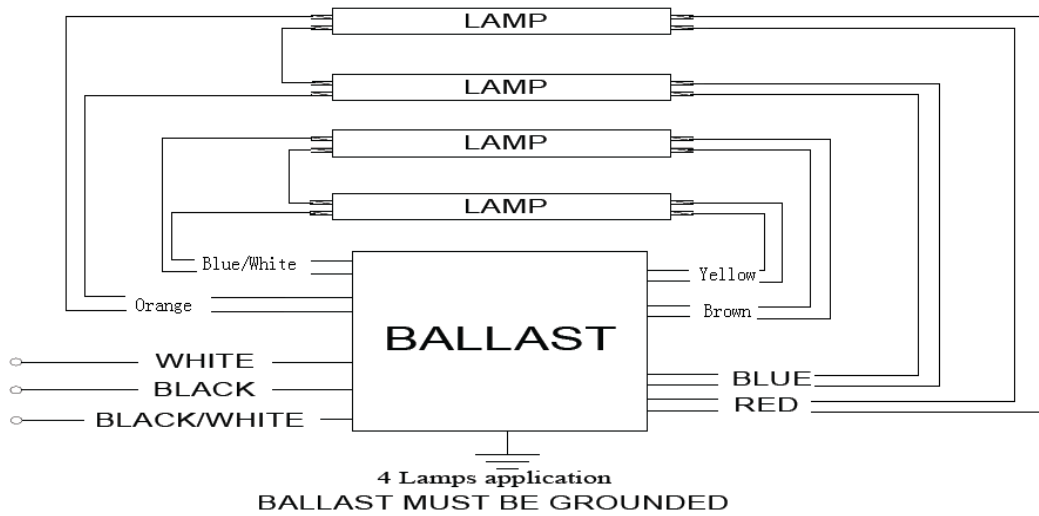 LAMP
LAMP
LAMP
LAMP
Blue/White
Yellow
Orange
Brown
BALLAST
WHITE
BLACK
BLACK/WHITE
BLUE
RED
4 Lamps application
BALLAST MUST BE GROUNDED